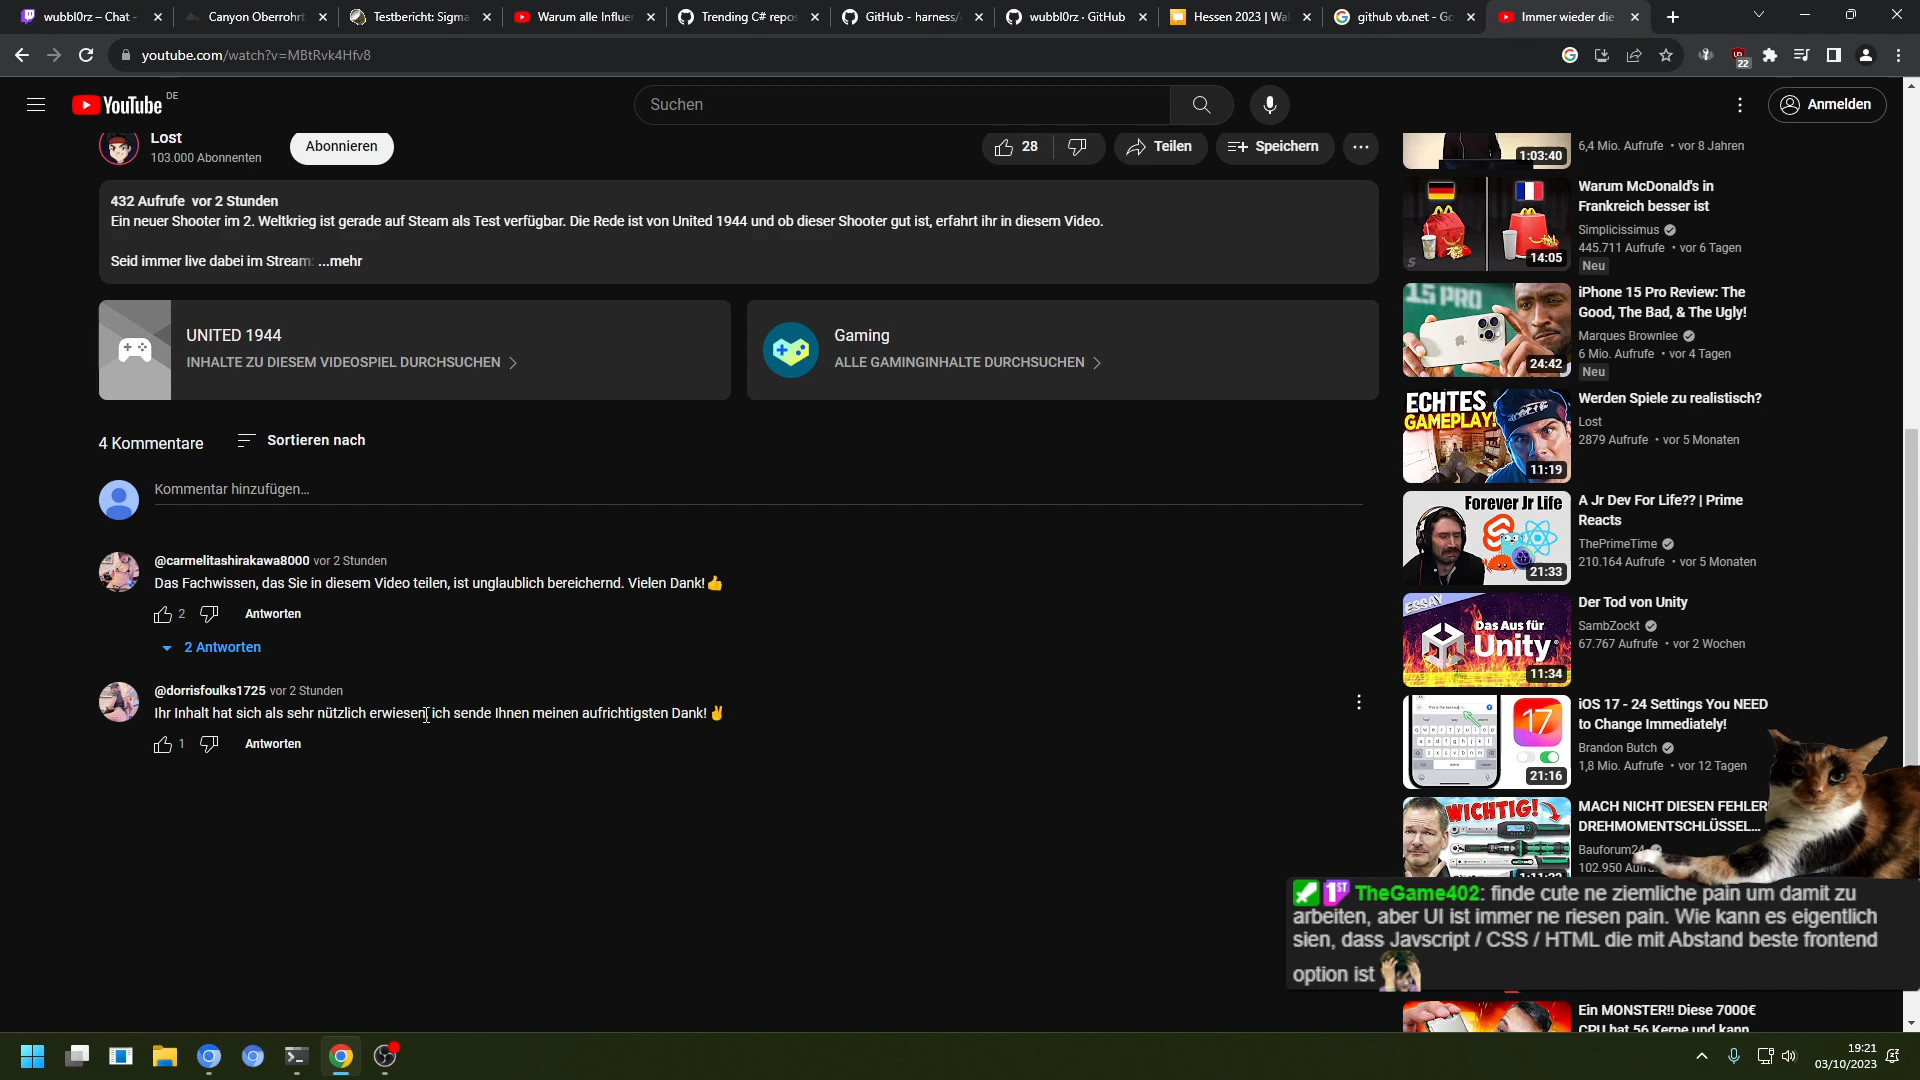 wubbl0rz – Chat -
Canyon Oberrohr
Testbericht: Sigma
Warum alle Influe
Trending C# repos
GitHub - harness/
wubbl0rz · GitHub
Hessen 2023 | Wa
github vb.net - Go
Immer wieder die
youtube.com/watch?v=MBtRvk4Hfv8
22
YouTube DE
Suchen
Anmelden
Lost
103.000 Abonnenten
Abonnieren
28
Teilen
Speichern
432 Aufrufe vor 2 Stunden
Ein neuer Shooter im 2. Weltkrieg ist gerade auf Steam als Test verfügbar. Die Rede ist von United 1944 und ob dieser Shooter gut ist, erfahrt ihr in diesem Video.
Seid immer live dabei im Stream: ...mehr
UNITED 1944
INHALTE ZU DIESEM VIDEOSPIEL DURCHSUCHEN
Gaming
ALLE GAMINGINHALTE DURCHSUCHEN
4 Kommentare
Sortieren nach
Kommentar hinzufügen...
@carmelitashirakawa8000 vor 2 Stunden
Das Fachwissen, das Sie in diesem Video teilen, ist unglaublich bereichernd. Vielen Dank!👍
2
Antworten
2 Antworten
@dorrisfoulks1725 vor 2 Stunden
Ihr Inhalt hat sich als sehr nützlich erwiesen, ich sende Ihnen meinen aufrichtigsten Dank!✌
1
Antworten
1:03:40
6,4 Mio. Aufrufe • vor 8 Jahren
14:05
Warum McDonald's in
Frankreich besser ist
Simplicissimus
445.711 Aufrufe • vor 6 Tagen
Neu
15 PRO
24:42
iPhone 15 Pro Review: The
Good, The Bad, & The Ugly!
Marques Brownlee
6 Mio. Aufrufe • vor 4 Tagen
Neu
ECHTES
GAMEPLAY!
11:19
Werden Spiele zu realistisch?
Lost
2879 Aufrufe • vor 5 Monaten
Forever Jr Life
21:33
A Jr Dev For Life?? | Prime
Reacts
ThePrimeTime
210.164 Aufrufe • vor 5 Monaten
ESSAY
Das Aus für
Unity
11:34
Der Tod von Unity
SambZockt
67.767 Aufrufe • vor 2 Wochen
17
21:16
iOS 17 - 24 Settings You NEED
to Change Immediately!
Brandon Butch
1,8 Mio. Aufrufe • vor 12 Tagen
WICHTIG!
MACH NICHT DIESEN FEHLER
DREHMOMENTSCHLÜSSEL...
Bauforum24
102.950
1ST TheGame402: finde cute ne ziemliche pain um damit zu
arbeiten, aber UI ist immer ne riesen pain. Wie kann es eigentlich
sien, dass Javscript / CSS / HTML die mit Abstand beste frontend
option ist
Ein MONSTER!! Diese 7000€
CPU hat 56 Kerne und kann
19:21
03/10/2023